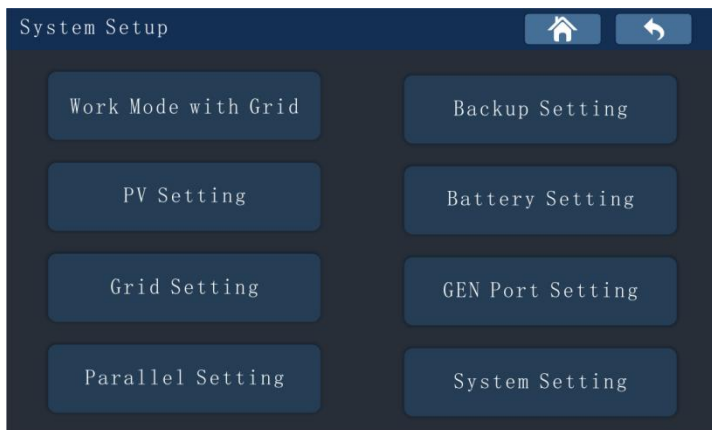 System Setup
Work Mode with Grid
Backup Setting
PV Setting
Battery Setting
Grid Setting
GEN Port Setting
Parallel Setting
System Setting